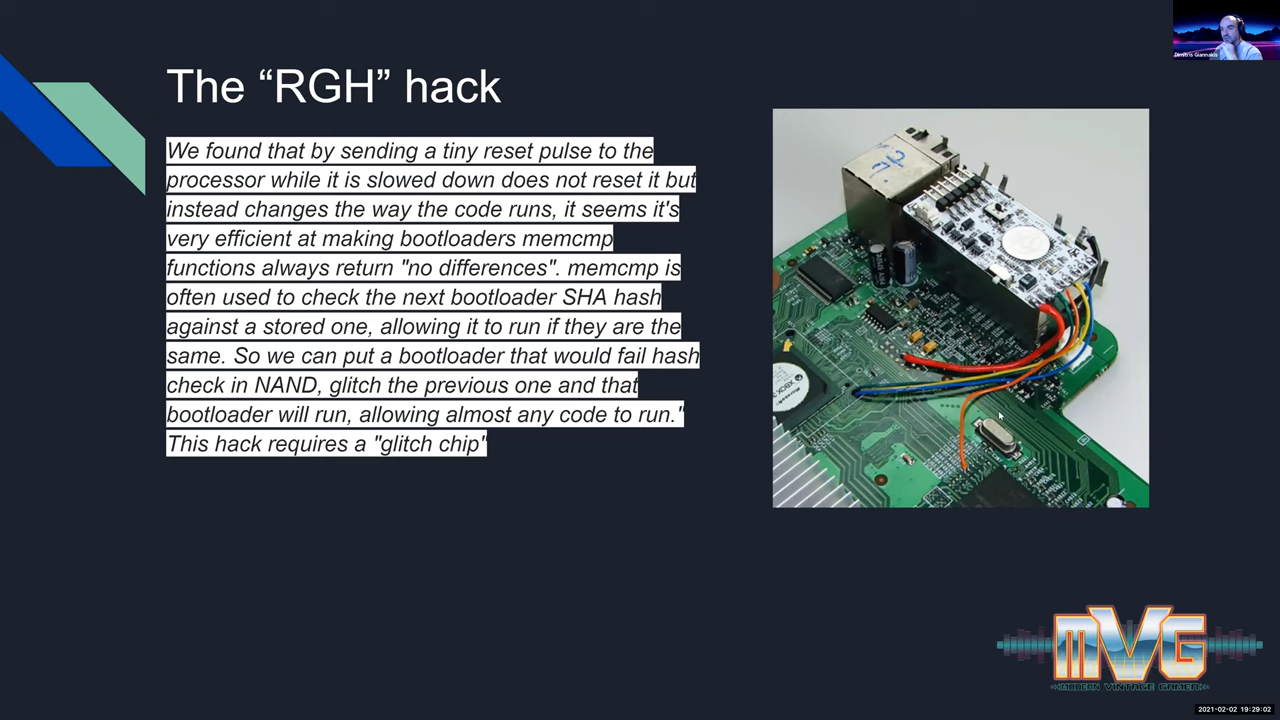 Dimitris Giannakis
The “RGH” hack
We found that by sending a tiny reset pulse to the
processor while it is slowed down does not reset it but
instead changes the way the code runs, it seems it's
very efficient at making bootloaders memcmp
functions always return "no differences". memcmp is
often used to check the next bootloader SHA hash
against a stored one, allowing it to run if they are the
same. So we can put a bootloader that would fail hash
check in NAND, glitch the previous one and that
bootloader will run, allowing almost any code to run."
This hack requires a "glitch chip"
XBOX
MVG
MODERN VINTAGE GAMER
2021-02-02 19:29:02